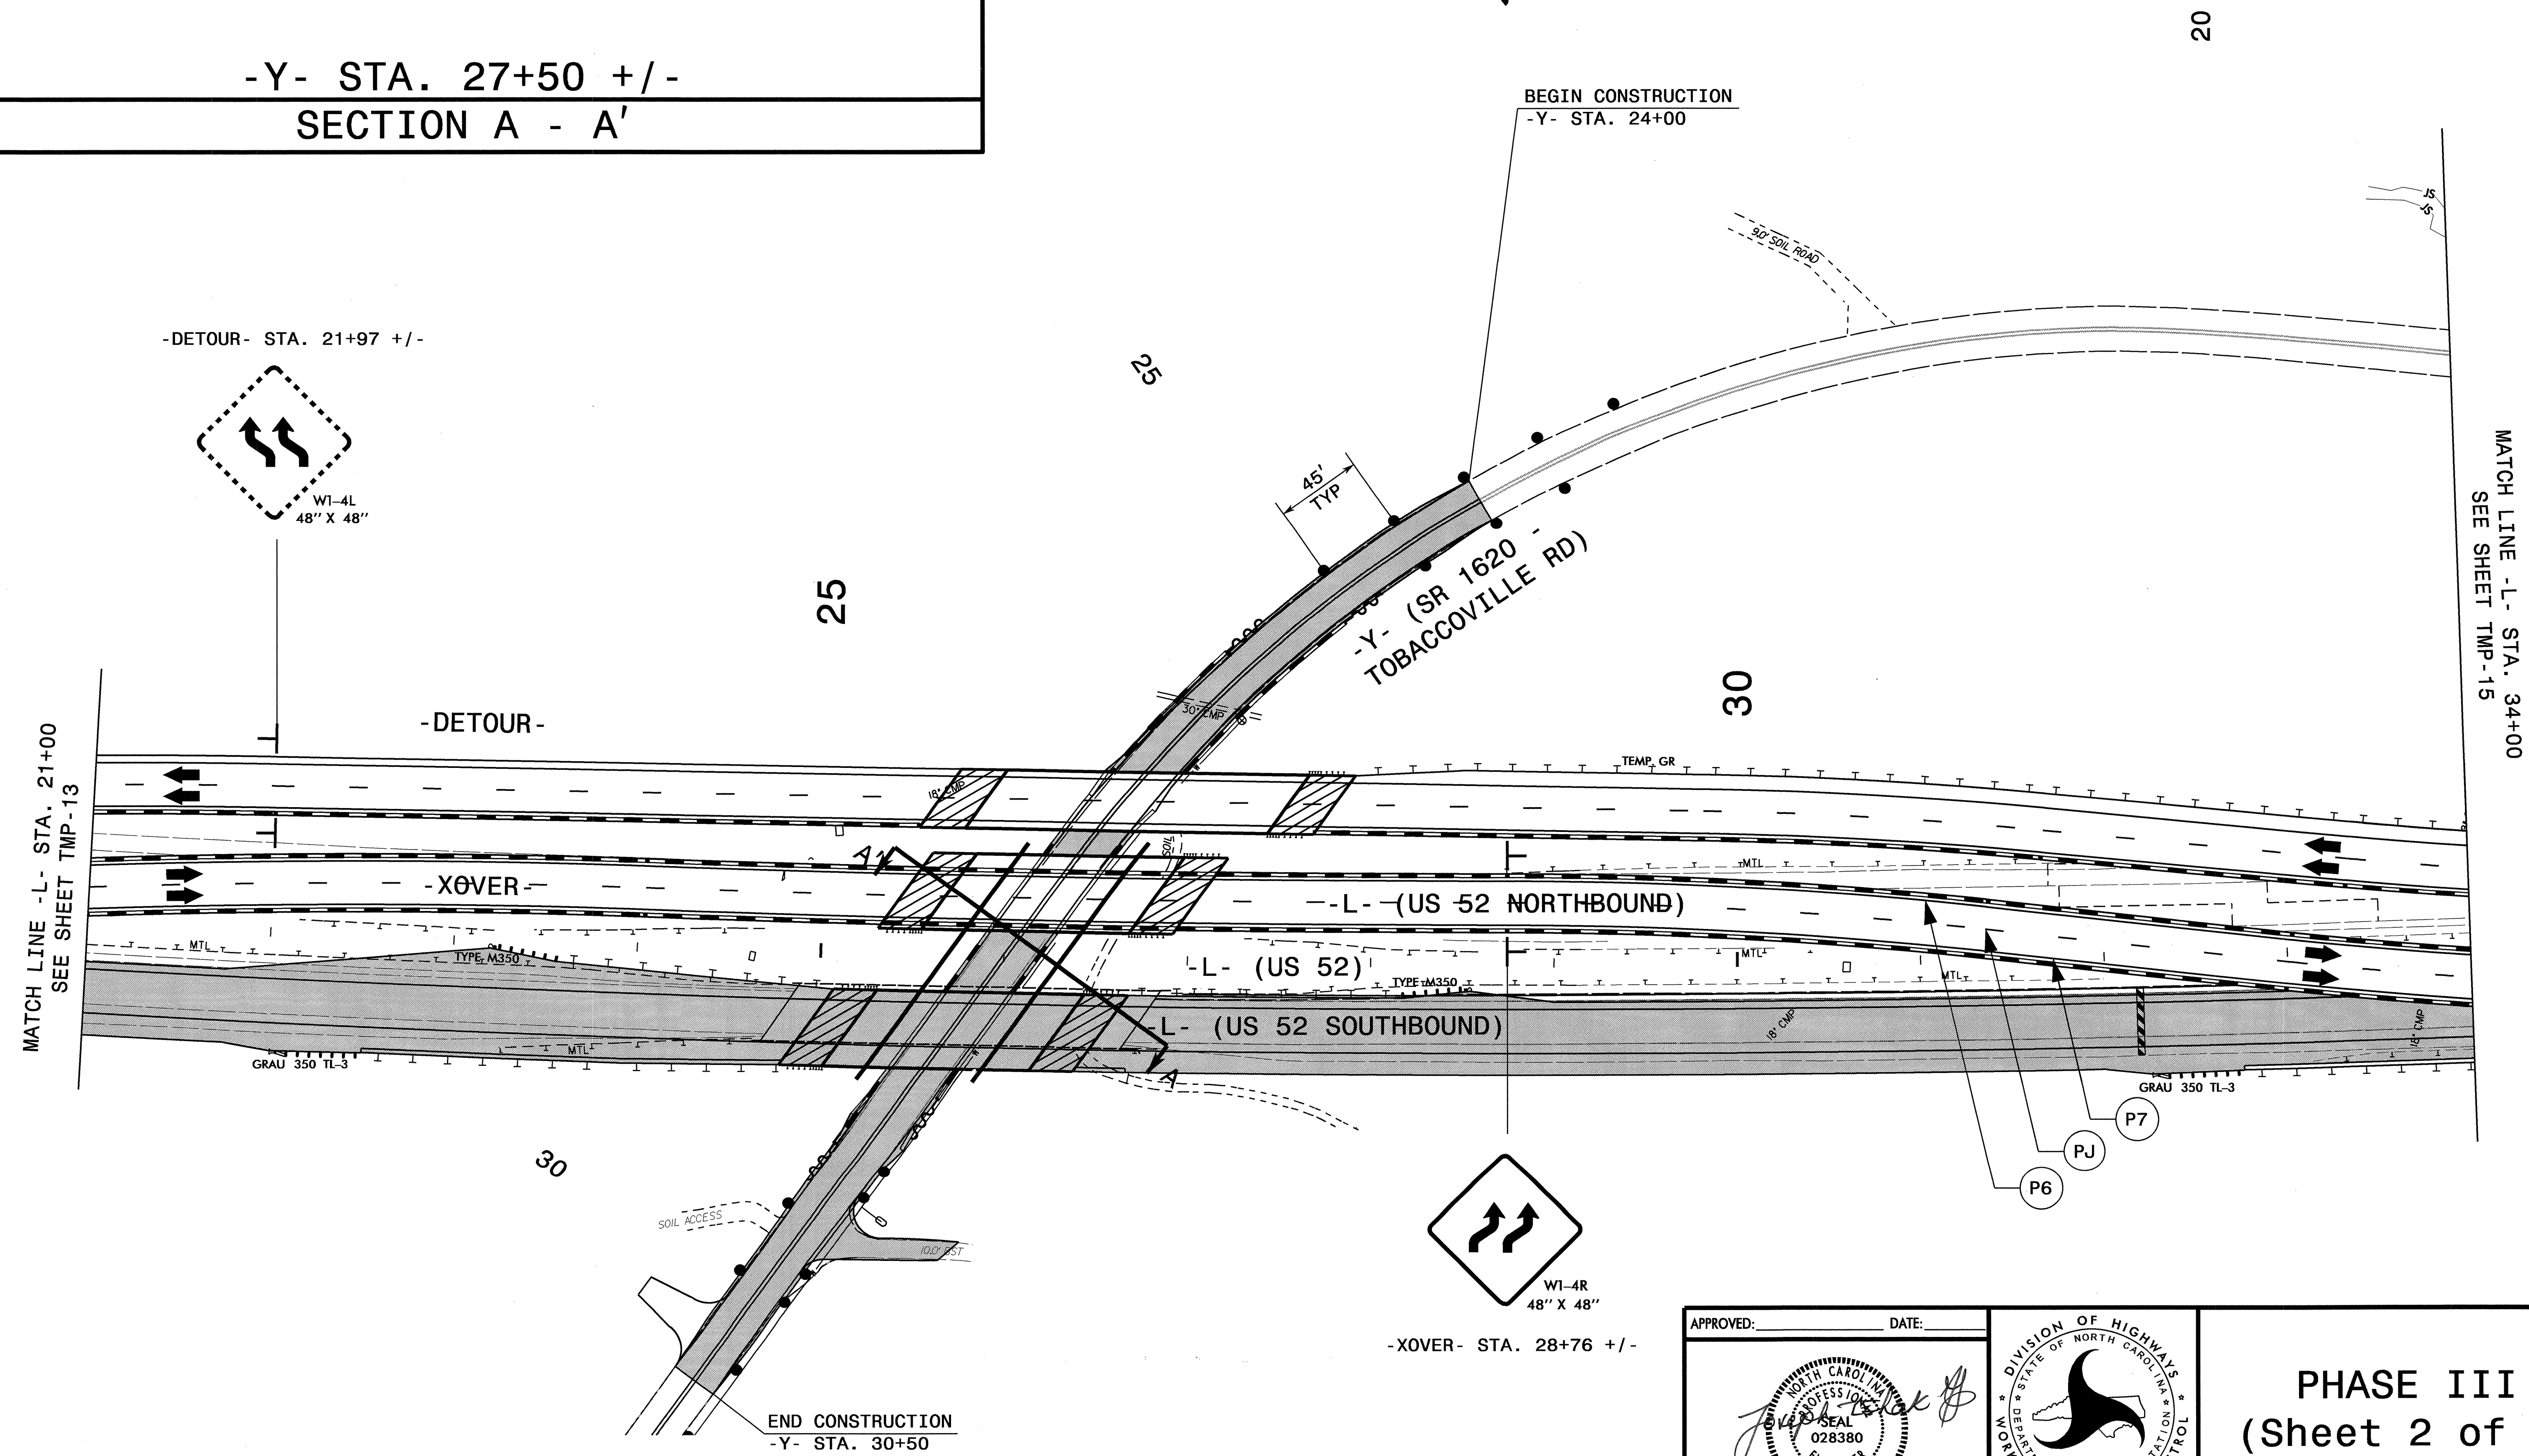 -Y- STA. 27+50 +/-
SECTION A - A'
20
BEGIN CONSTRUCTION
-Y- STA. 24+00
JS
JS
9.0' SOIL ROAD
-DETOUR- STA. 21+97 +/-
W1-4L
48" X 48"
25
45'
TYP
25
-Y- (SR 1620 -
TOBACCOVILLE RD)
30
MATCH LINE -L- STA. 34+00
SEE SHEET TMP-15
MATCH LINE -L- STA. 21+00
SEE SHEET TMP-13
-DETOUR-
30" CMP
TEMP. GR
18" CMP
SOIL
A'
MTL
-XOVER-
-L- (US 52 NORTHBOUND)
MTL
TYPE M350
-L- (US 52)
MTL
MTL
TYPE M350
-L- (US 52 SOUTHBOUND)
18" CMP
18" CMP
MTL
GRAU 350 TL-3
A
GRAU 350 TL-3
P7
PJ
P6
30
SOIL ACCESS
10.0' BST
W1-4R
48" X 48"
-XOVER- STA. 28+76 +/-
END CONSTRUCTION
-Y- STA. 30+50
APPROVED: DATE:
NORTH CAROLINA
PROFESSIONAL
SEAL
028380
DIVISION OF HIGHWAYS
STATE OF NORTH CAROLINA
PHASE III
(Sheet 2 of